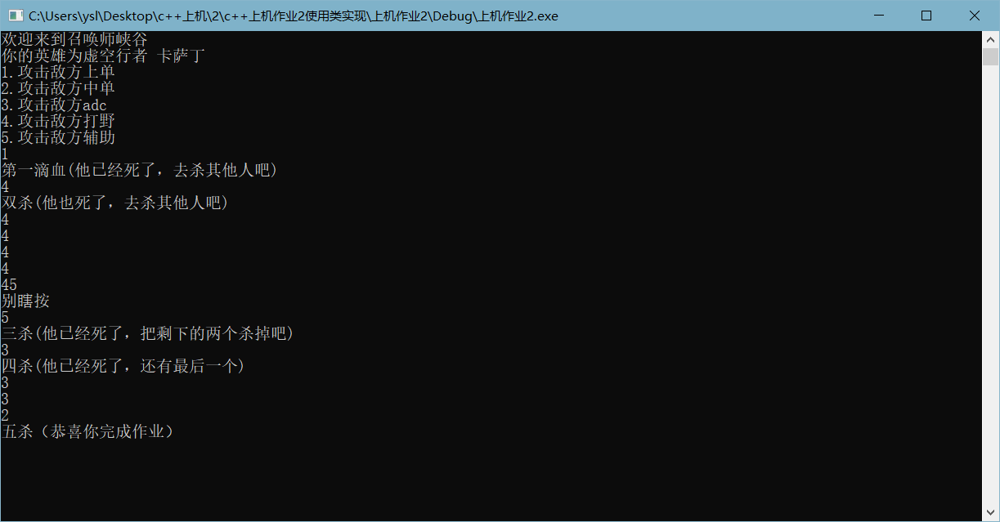 C:\Users\ysl\Desktop\c++上机\2\c++上机作业2使用类实现\上机作业2\Debug\上机作业2.exe
欢迎来到召唤师峡谷
你的英雄为虚空行者 卡萨丁
1.攻击敌方上单
2.攻击敌方中单
3.攻击敌方adc
4.攻击敌方打野
5.攻击敌方辅助
1
第一滴血(他已经死了，去杀其他人吧)
4
双杀(他也死了，去杀其他人吧)
4
4
4
4
45
别瞎按
5
三杀(他已经死了，把剩下的两个杀掉吧)
3
四杀(他已经死了，还有最后一个)
3
3
2
五杀（恭喜你完成作业）